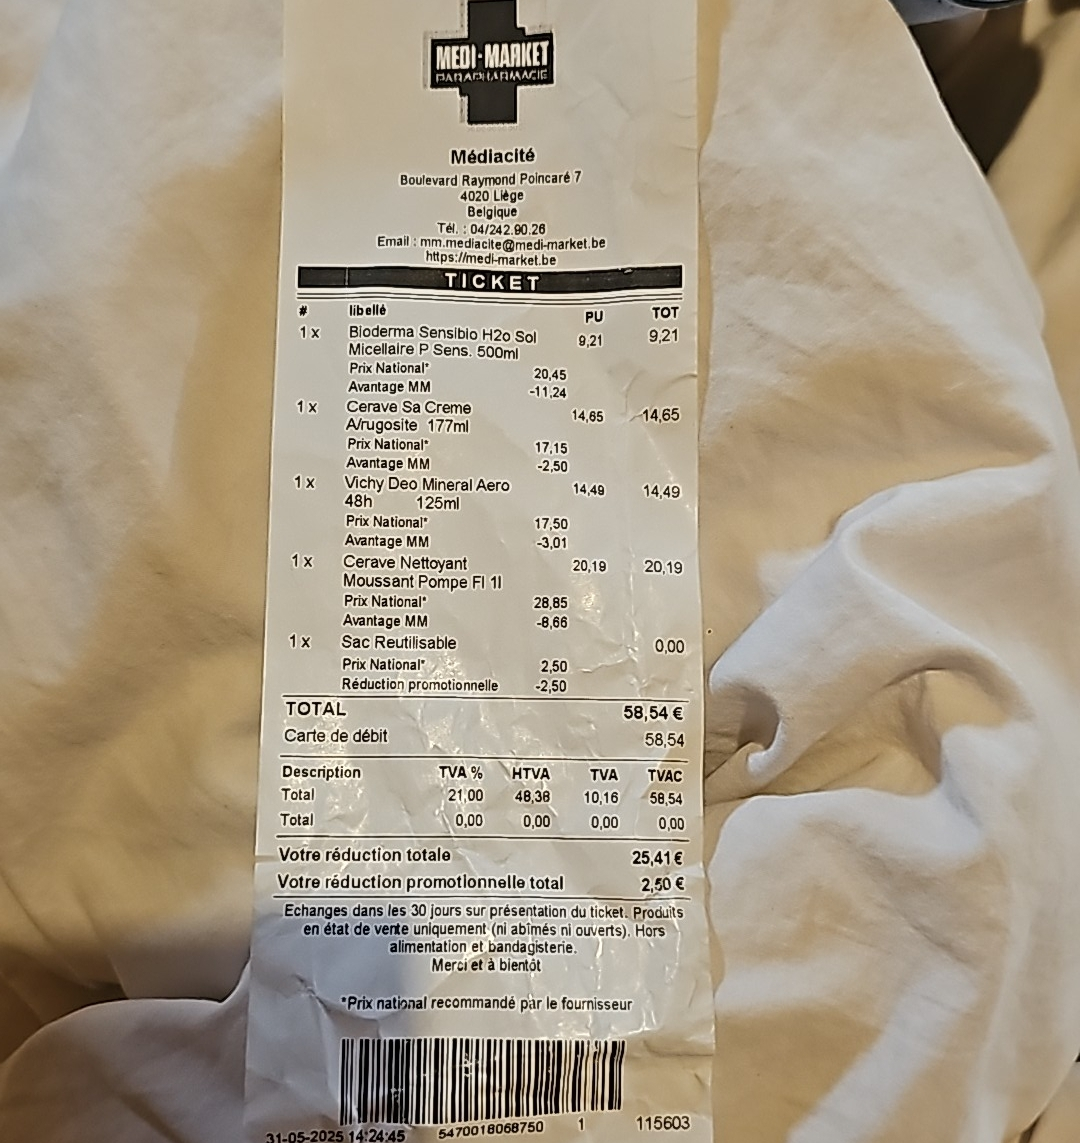 MEDI-MARKET
PARAPHARMACIE
Médiacité
Boulevard Raymond Poincaré 7
4020 Liège
Belgique
Tél. : 04/242.90.26
Email : mm.mediacite@medi-market.be
https://medi-market.be
TICKET
# libellé PU TOT
1 x Bioderma Sensibio H2o Sol 9,21 9,21
Micellaire P Sens. 500ml
Prix National* 20,45
Avantage MM -11,24
1 x Cerave Sa Creme 14,65 14,65
A/rugosite 177ml
Prix National* 17,15
Avantage MM -2,50
1 x Vichy Deo Mineral Aero 14,49 14,49
48h 125ml
Prix National* 17,50
Avantage MM -3,01
1 x Cerave Nettoyant 20,19 20,19
Moussant Pompe Fl 1l
Prix National* 28,85
Avantage MM -8,66
1 x Sac Reutilisable 0,00
Prix National* 2,50
Réduction promotionnelle -2,50
TOTAL 58,54 €
Carte de débit 58,54
Description TVA % HTVA TVA TVAC
Total 21,00 48,38 10,16 58,54
Total 0,00 0,00 0,00 0,00
Votre réduction totale 25,41 €
Votre réduction promotionnelle total 2,50 €
Echanges dans les 30 jours sur présentation du ticket. Produits
en état de vente uniquement (ni abîmés ni ouverts). Hors
alimentation et bandagisterie.
Merci et à bientôt
*Prix national recommandé par le fournisseur
31-05-2025 14:24:45 5470018068750 1 115603